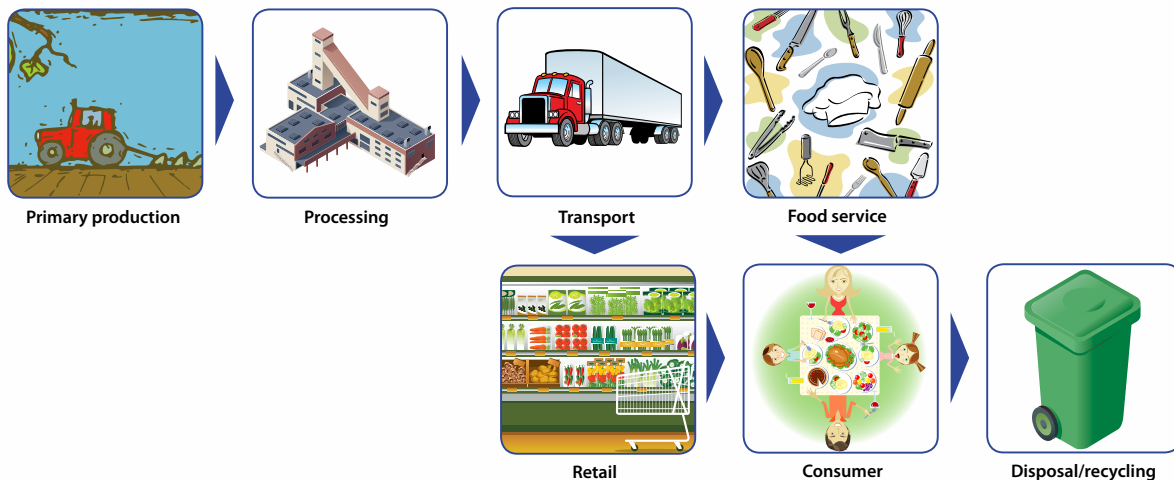 Primary production
Processing
Transport
Food service
Retail
Consumer
Disposal/recycling